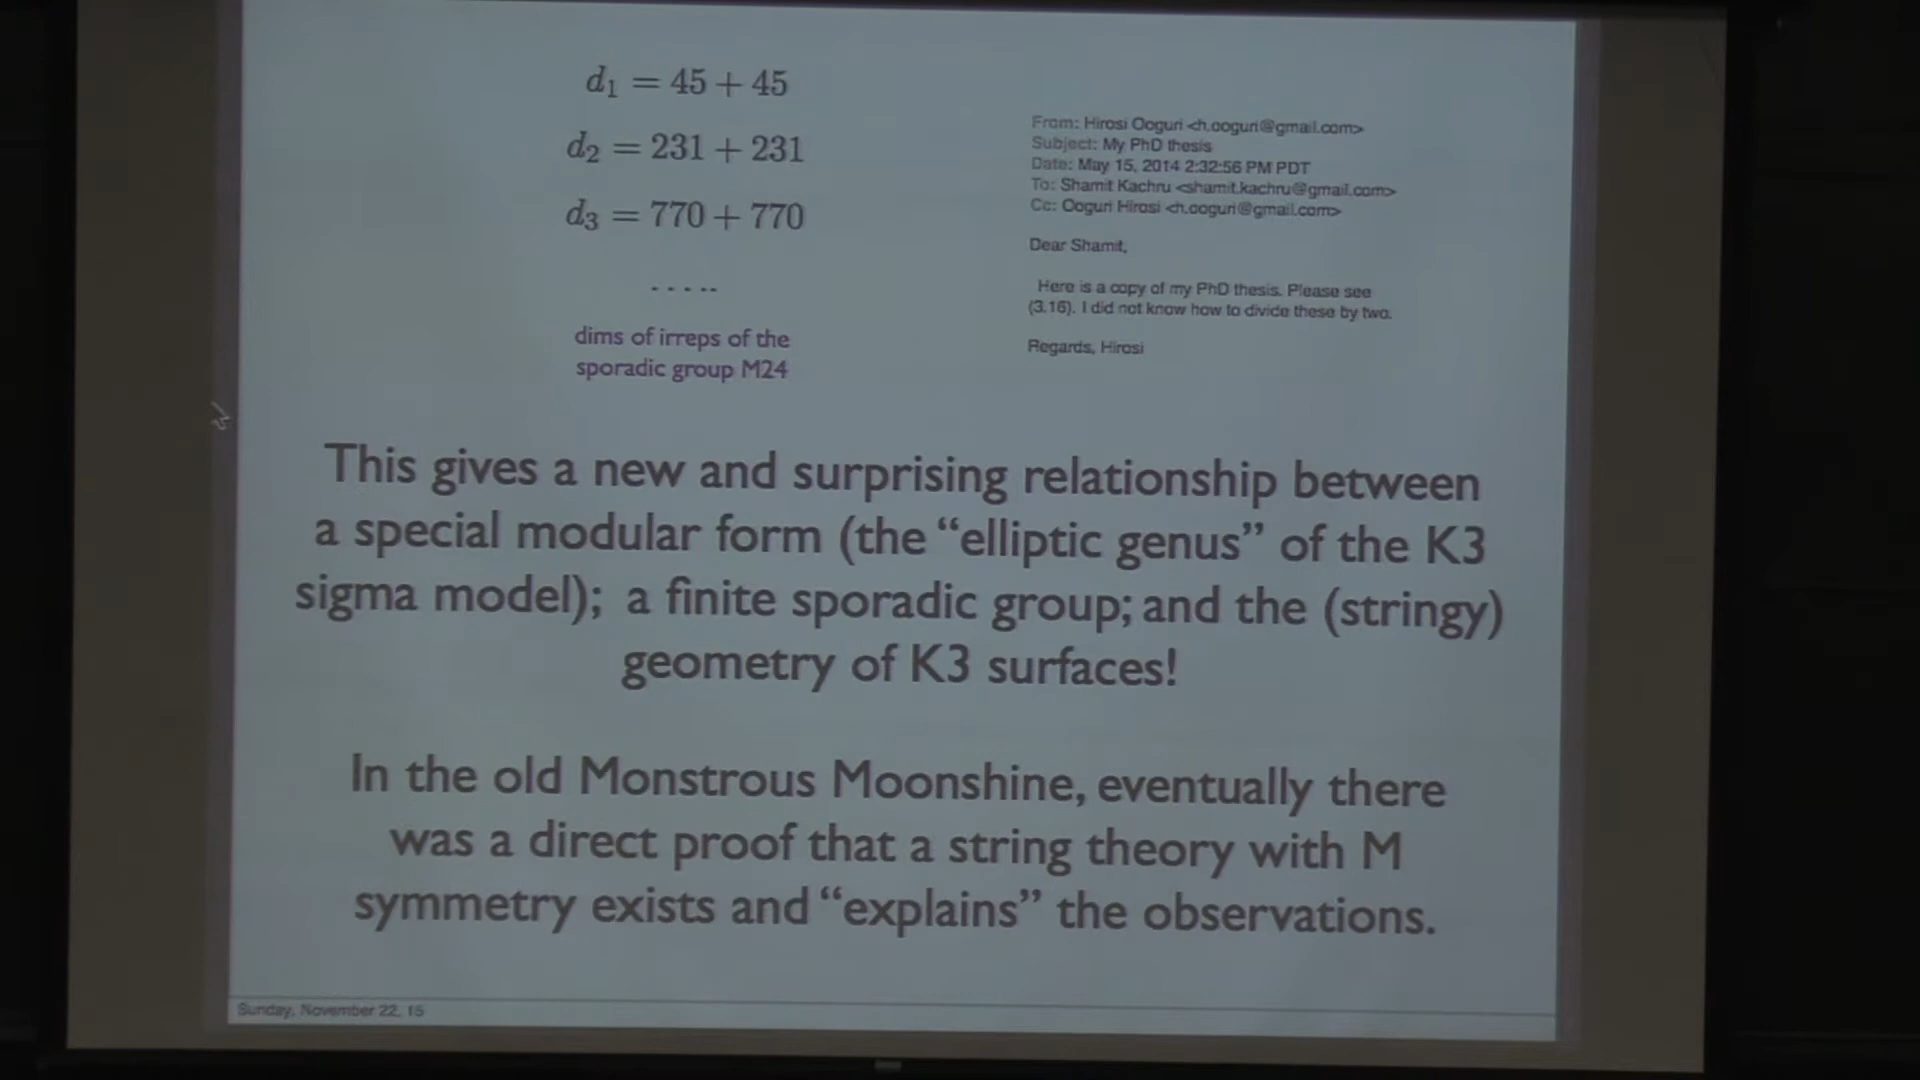 d₁ = 45 + 45
d₂ = 231 + 231
d₃ = 770 + 770
.....
dims of irreps of the
sporadic group M24
From: Hirosi Ooguri <h.ooguri@gmail.com>
Subject: My PhD thesis
Date: May 15, 2014 2:32:56 PM PDT
To: Shamit Kachru <shamit.kachru@gmail.com>
Cc: Ooguri Hirosi <h.ooguri@gmail.com>
Dear Shamit,
Here is a copy of my PhD thesis. Please see
(3.16). I did not know how to divide these by two.
Regards, Hirosi
This gives a new and surprising relationship between
a special modular form (the “elliptic genus” of the K3
sigma model); a finite sporadic group; and the (stringy)
geometry of K3 surfaces!
In the old Monstrous Moonshine, eventually there
was a direct proof that a string theory with M
symmetry exists and “explains” the observations.
Sunday, November 22, 15